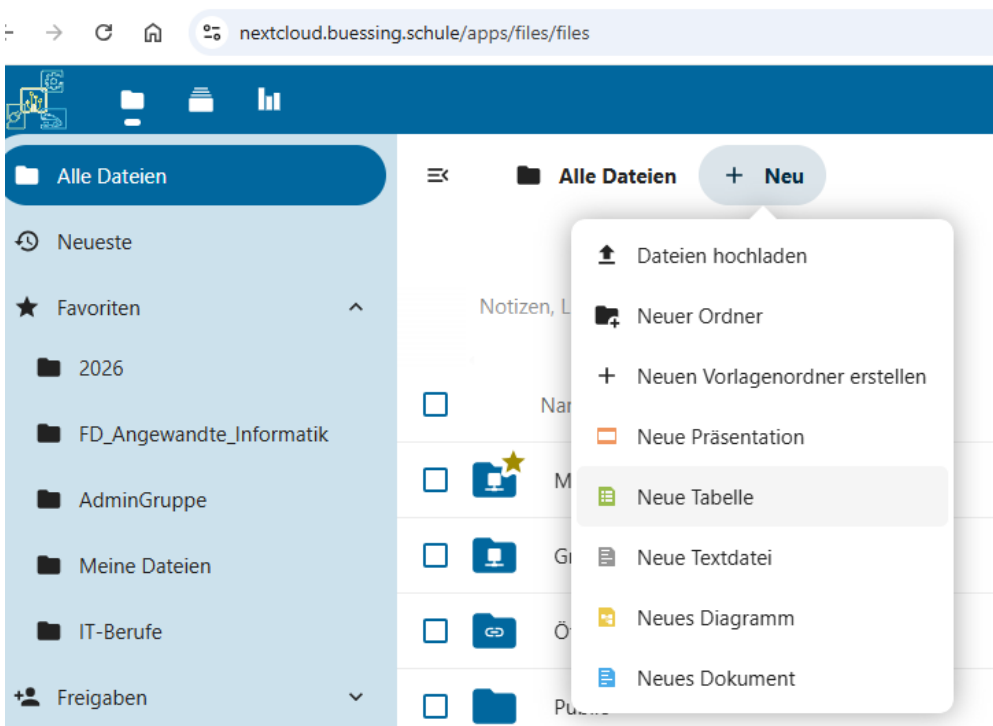 nextcloud.buessing.schule/apps/files/files
Alle Dateien
Neueste
Favoriten
2026
FD_Angewandte_Informatik
AdminGruppe
Meine Dateien
IT-Berufe
Freigaben
Alle Dateien
+ Neu
Notizen, L
Dateien hochladen
Neuer Ordner
Neuen Vorlagenordner erstellen
Neue Präsentation
Neue Tabelle
Neue Textdatei
Neues Diagramm
Neues Dokument